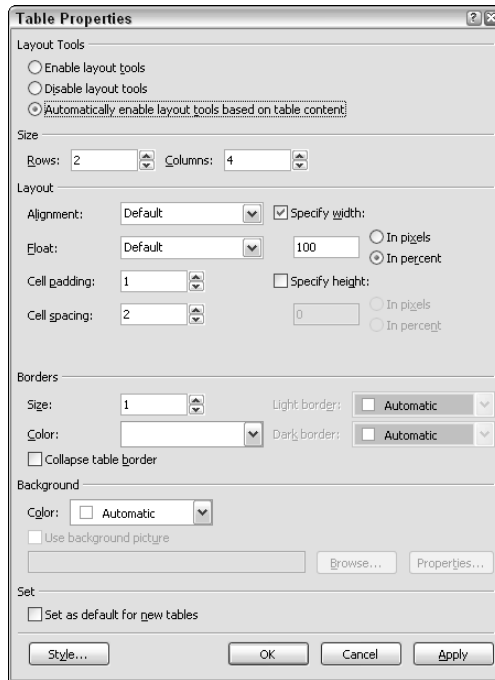 Table Properties
Layout Tools
Enable layout tools
Disable layout tools
Automatically enable layout tools based on table content
Size
Rows: 2 Columns: 4
Layout
Alignment: Default Specify width:
Float: Default 100 In pixels
In percent
Cell padding: 1 Specify height:
Cell spacing: 2 0 In pixels
In percent
Borders
Size: 1 Light border: Automatic
Color: Dark border: Automatic
Collapse table border
Background
Color: Automatic
Use background picture
Browse... Properties...
Set
Set as default for new tables
Style... OK Cancel Apply